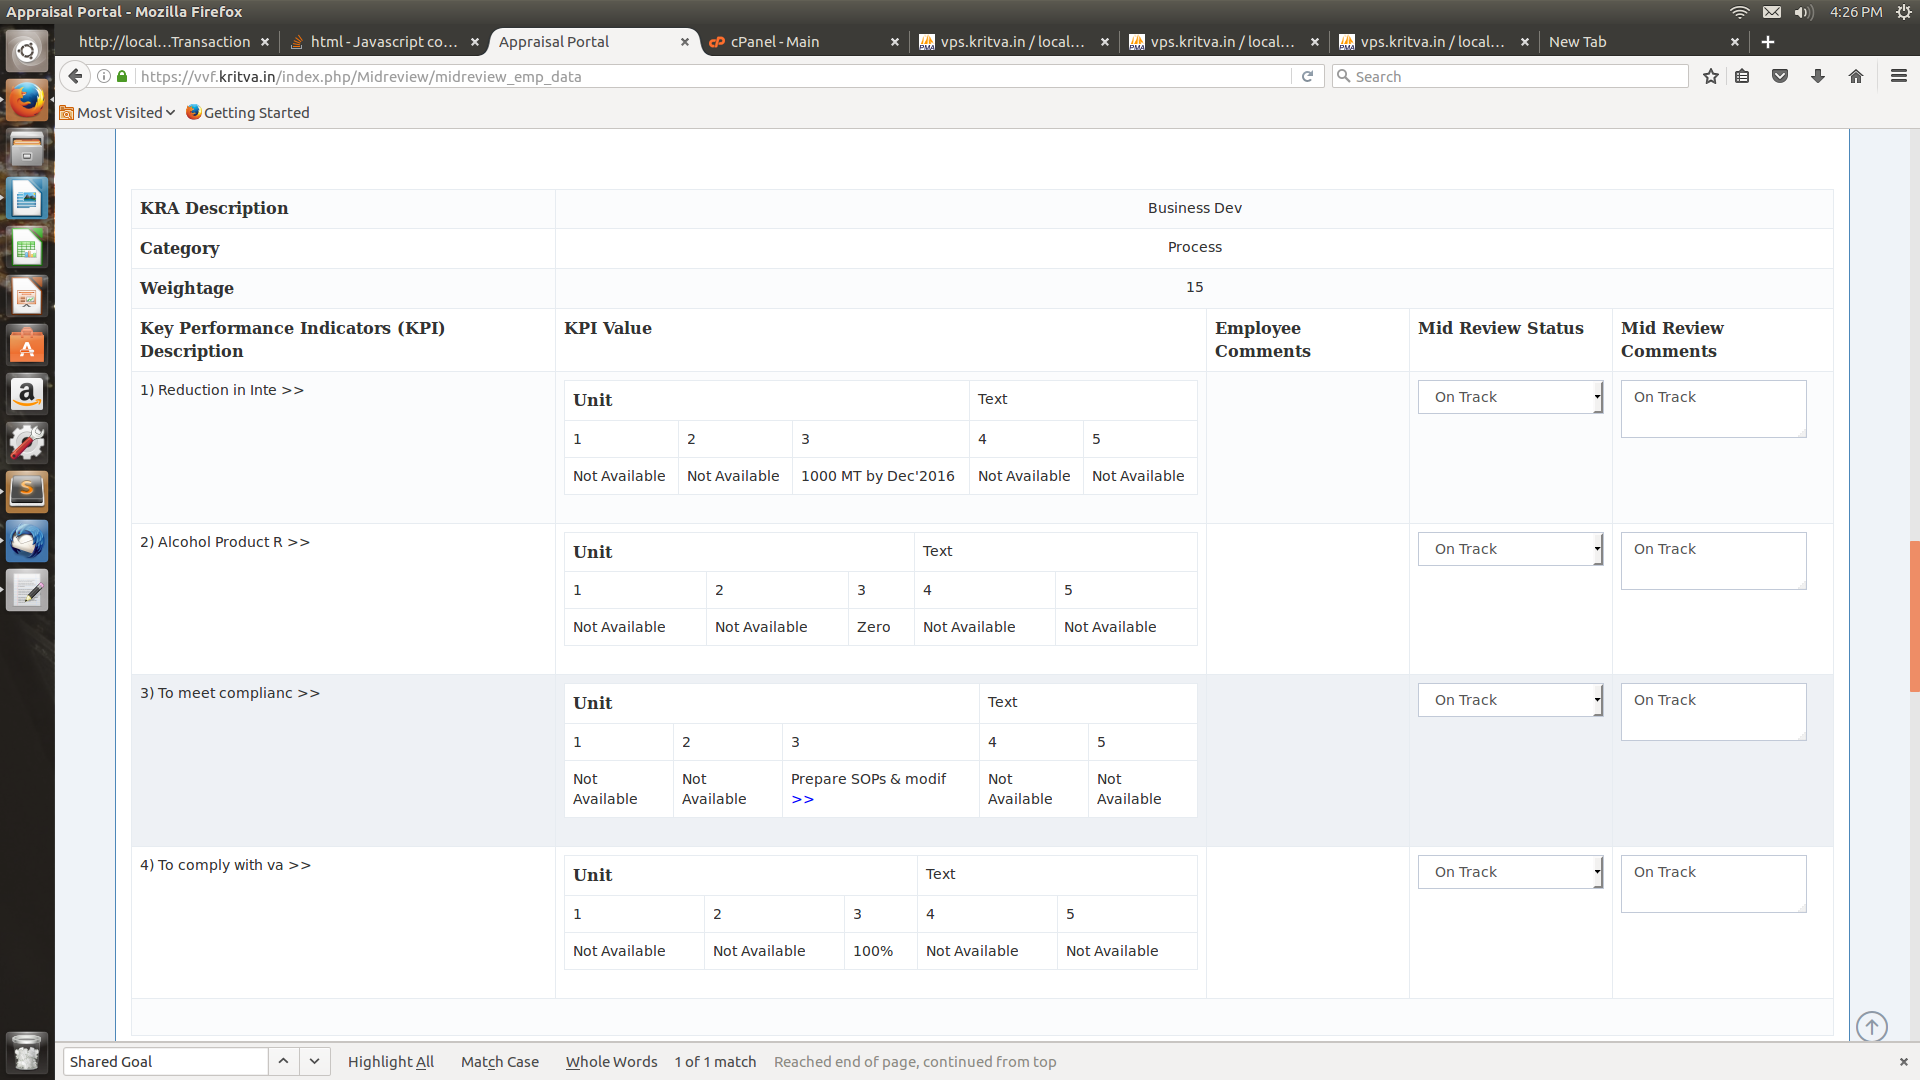 Appraisal Portal - Mozilla Firefox
4:26 PM
http://local...Transaction
html - Javascript co...
Appraisal Portal
cPanel - Main
vps.kritva.in / local...
vps.kritva.in / local...
vps.kritva.in / local...
New Tab
https://vvf.kritva.in/index.php/Midreview/midreview_emp_data
Search
Most Visited
Getting Started
KRA Description
Business Dev
Category
Process
Weightage
15
Key Performance Indicators (KPI) Description
KPI Value
Employee Comments
Mid Review Status
Mid Review Comments
1) Reduction in Inte >>
Unit
Text
1 2 3 4 5
Not Available Not Available 1000 MT by Dec'2016 Not Available Not Available
On Track
On Track
2) Alcohol Product R >>
Unit
Text
1 2 3 4 5
Not Available Not Available Zero Not Available Not Available
On Track
On Track
3) To meet complianc >>
Unit
Text
1 2 3 4 5
Not Available Not Available Prepare SOPs & modif >> Not Available Not Available
On Track
On Track
4) To comply with va >>
Unit
Text
1 2 3 4 5
Not Available Not Available 100% Not Available Not Available
On Track
On Track
Shared Goal
Highlight All
Match Case
Whole Words
1 of 1 match
Reached end of page, continued from top